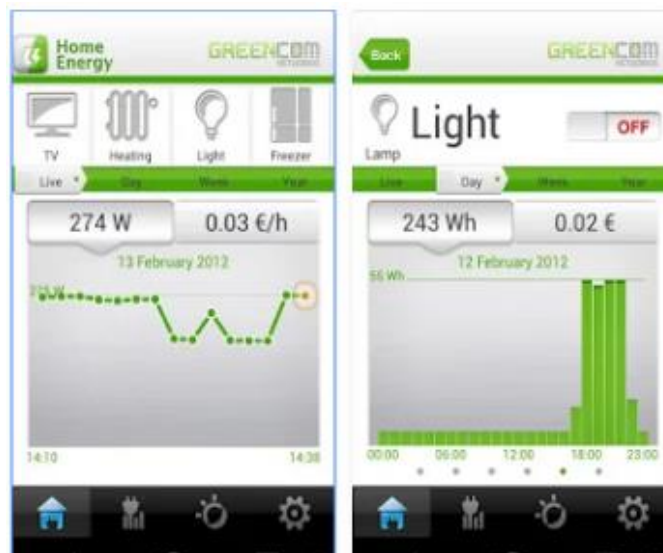 Home
Energy
GREENCOM
NETWORKS
TV
Heating
Light
Freezer
Live
Day
Week
Year
274 W
0.03 €/h
13 February 2012
14:10
14:38
Back
GREENCOM
NETWORKS
Light
OFF
Lamp
Live
Day
Week
Year
243 Wh
0.02 €
12 February 2012
56 Wh
00:00
06:00
12:00
18:00
23:00